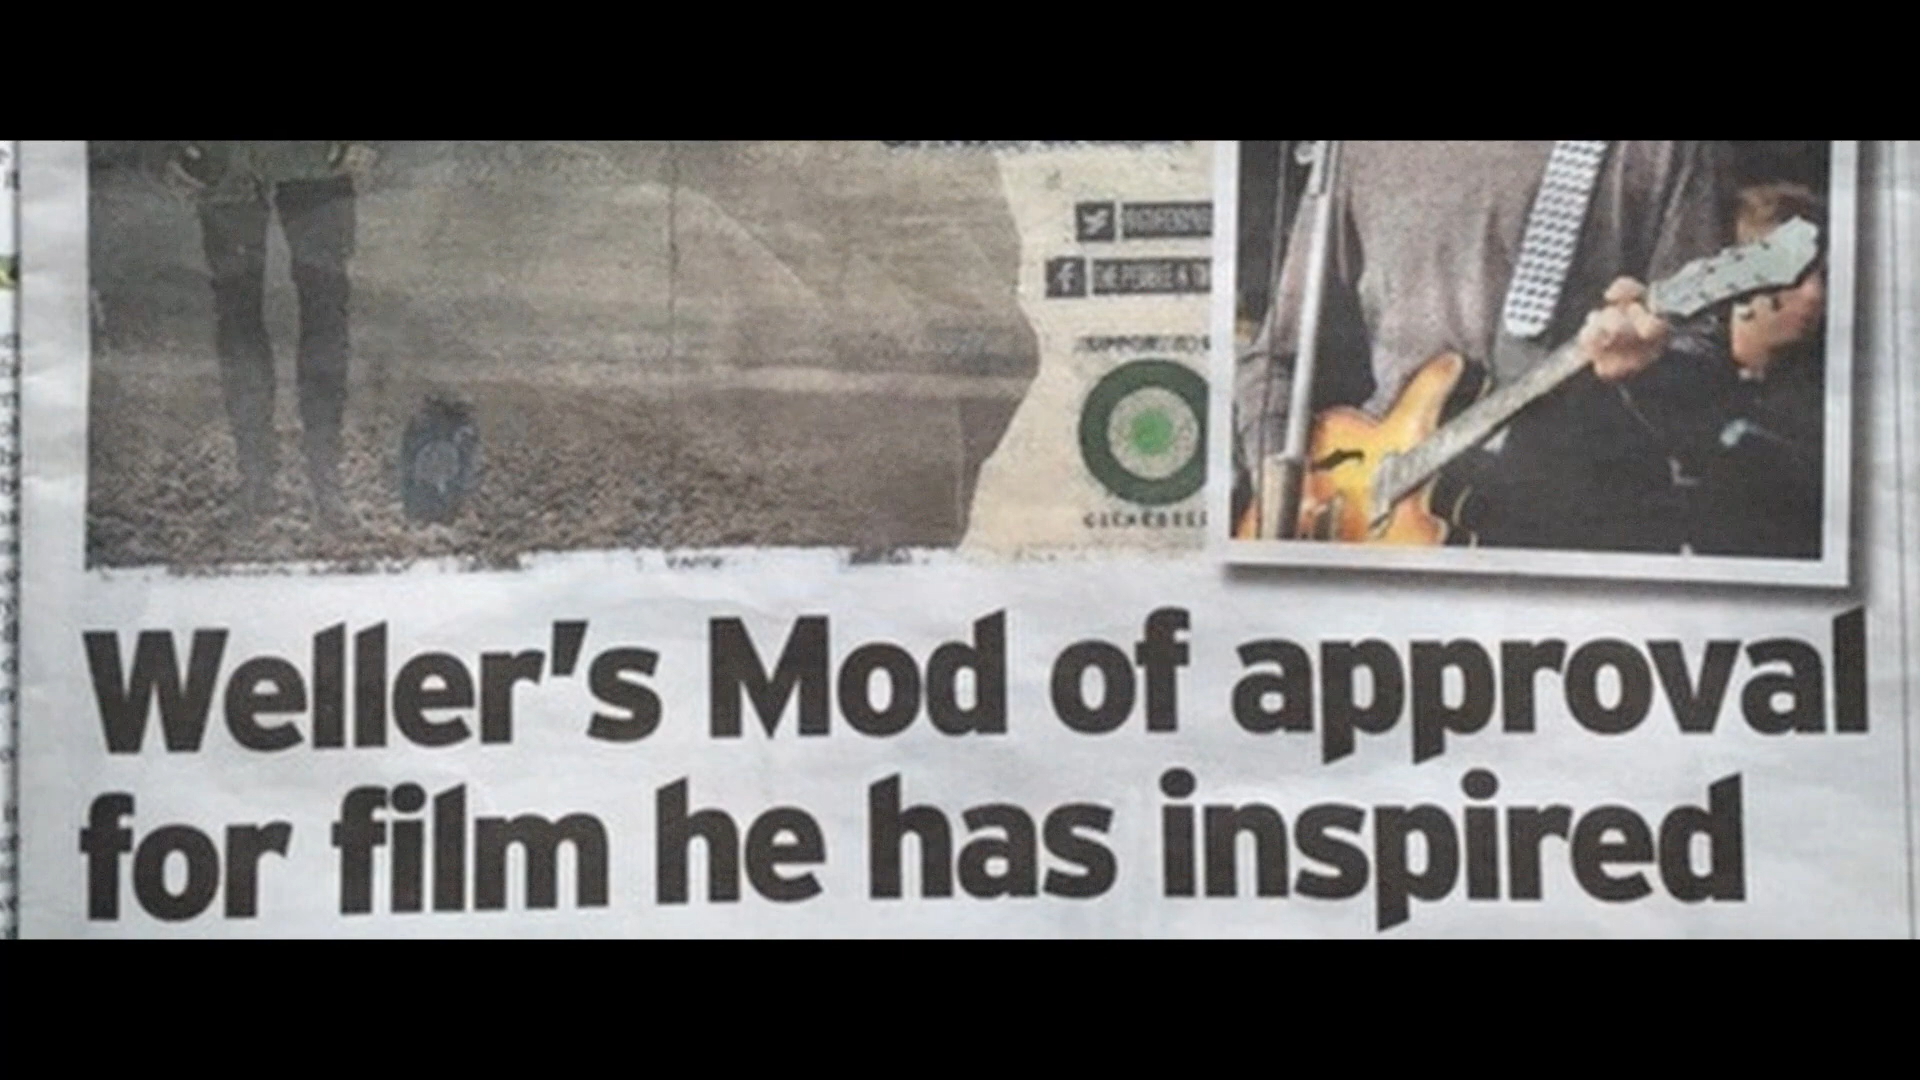 Weller's Mod of approval
for film he has inspired